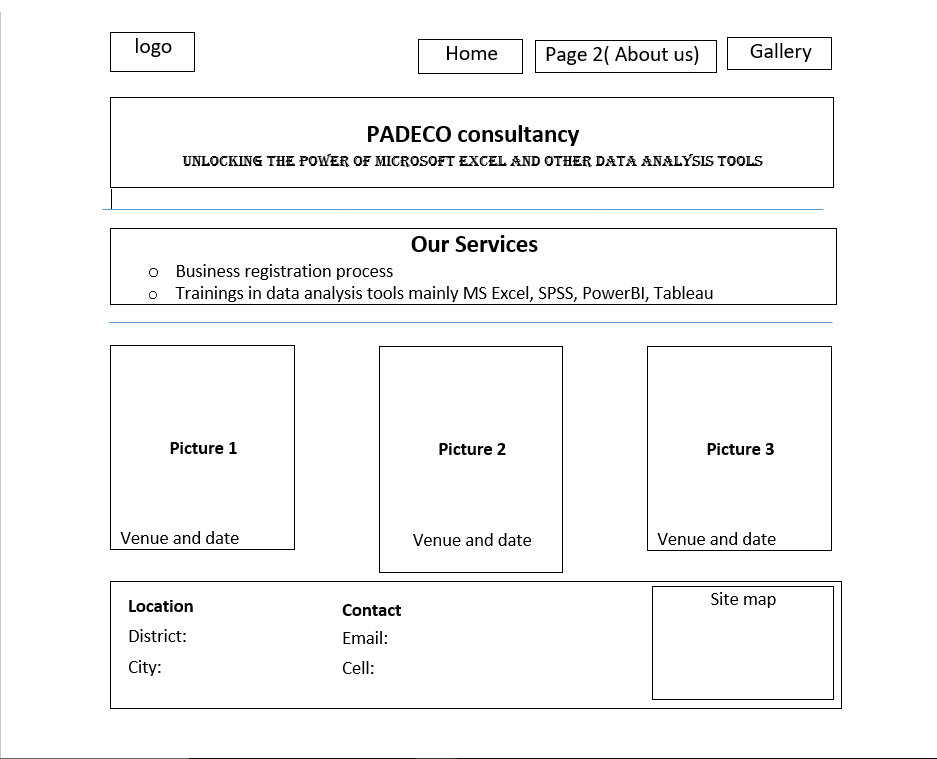 logo
Home
Page 2( About us)
Gallery
PADECO consultancy
UNLOCKING THE POWER OF MICROSOFT EXCEL AND OTHER DATA ANALYSIS TOOLS
Our Services
o Business registration process
o Trainings in data analysis tools mainly MS Excel, SPSS, PowerBI, Tableau
Picture 1
Venue and date
Picture 2
Venue and date
Picture 3
Venue and date
Location
District:
City:
Contact
Email:
Cell:
Site map